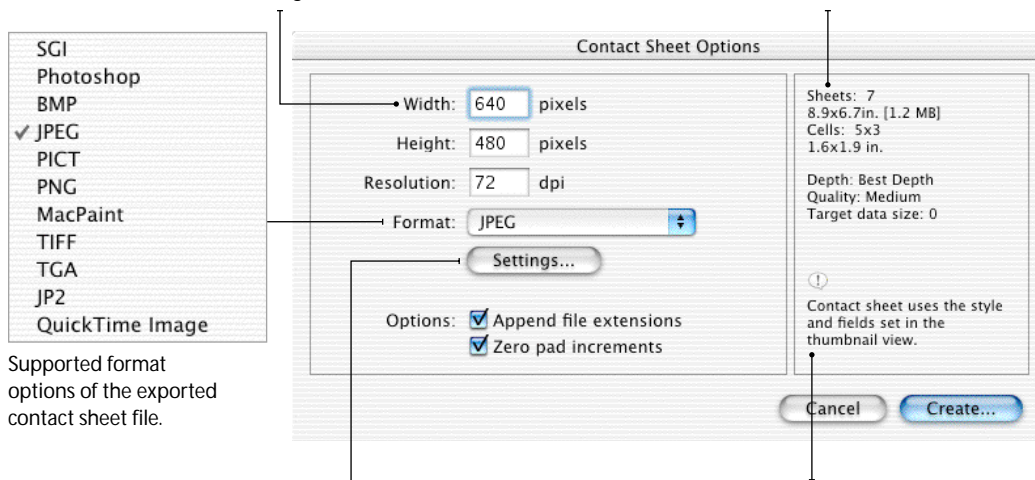 SGI
Photoshop
BMP
✓ JPEG
PICT
PNG
MacPaint
TIFF
TGA
JP2
QuickTime Image
Supported format
options of the exported
contact sheet file.
Contact Sheet Options
Width: 640 pixels
Height: 480 pixels
Resolution: 72 dpi
Format: JPEG
Settings...
Options: Append file extensions
Zero pad increments
Sheets: 7
8.9x6.7in. [1.2 MB]
Cells: 5x3
1.6x1.9 in.
Depth: Best Depth
Quality: Medium
Target data size: 0
Contact sheet uses the style
and fields set in the
thumbnail view.
Cancel Create...